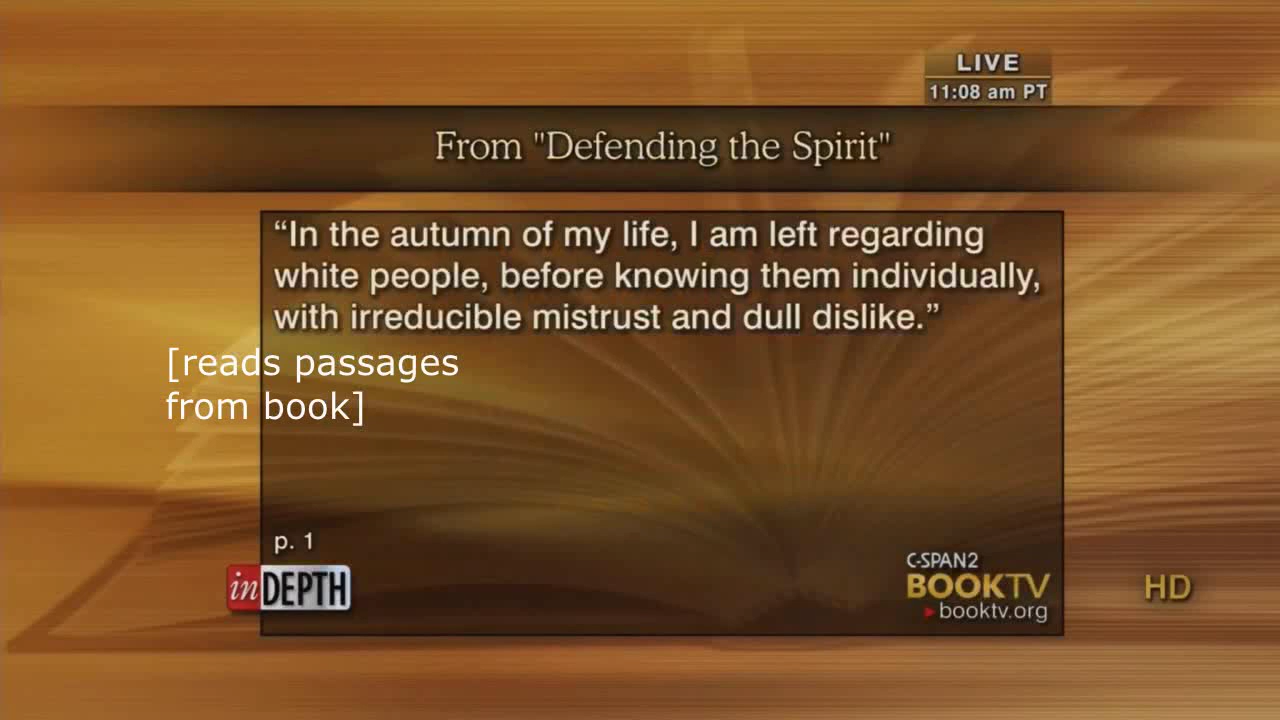 LIVE
11:08 am PT
From "Defending the Spirit"
“In the autumn of my life, I am left regarding
white people, before knowing them individually,
with irreducible mistrust and dull dislike.”
[reads passages
from book]
p. 1
inDEPTH
C-SPAN2
BOOKTV
booktv.org
HD